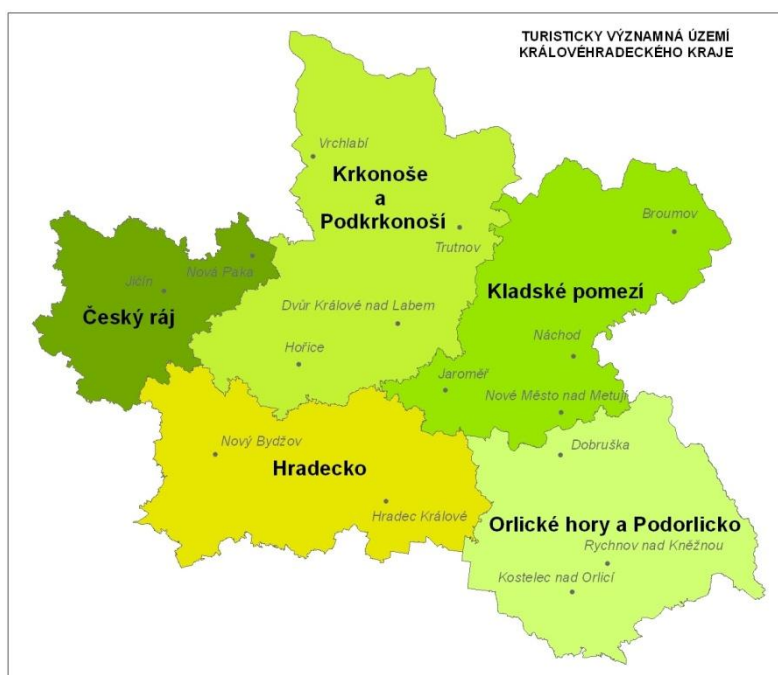 TURISTICKY VÝZNAMNÁ ÚZEMÍ
KRÁLOVÉHRADECKÉHO KRAJE
Vrchlabí
Krkonoše
a
Podkrkonoší
Trutnov
Broumov
Nová Paka
Jičín
Český ráj
Dvůr Králové nad Labem
Hořice
Kladské pomezí
Náchod
Jaroměř
Nové Město nad Metují
Nový Bydžov
Hradecko
Hradec Králové
Dobruška
Orlické hory a Podorlicko
Rychnov nad Kněžnou
Kostelec nad Orlicí